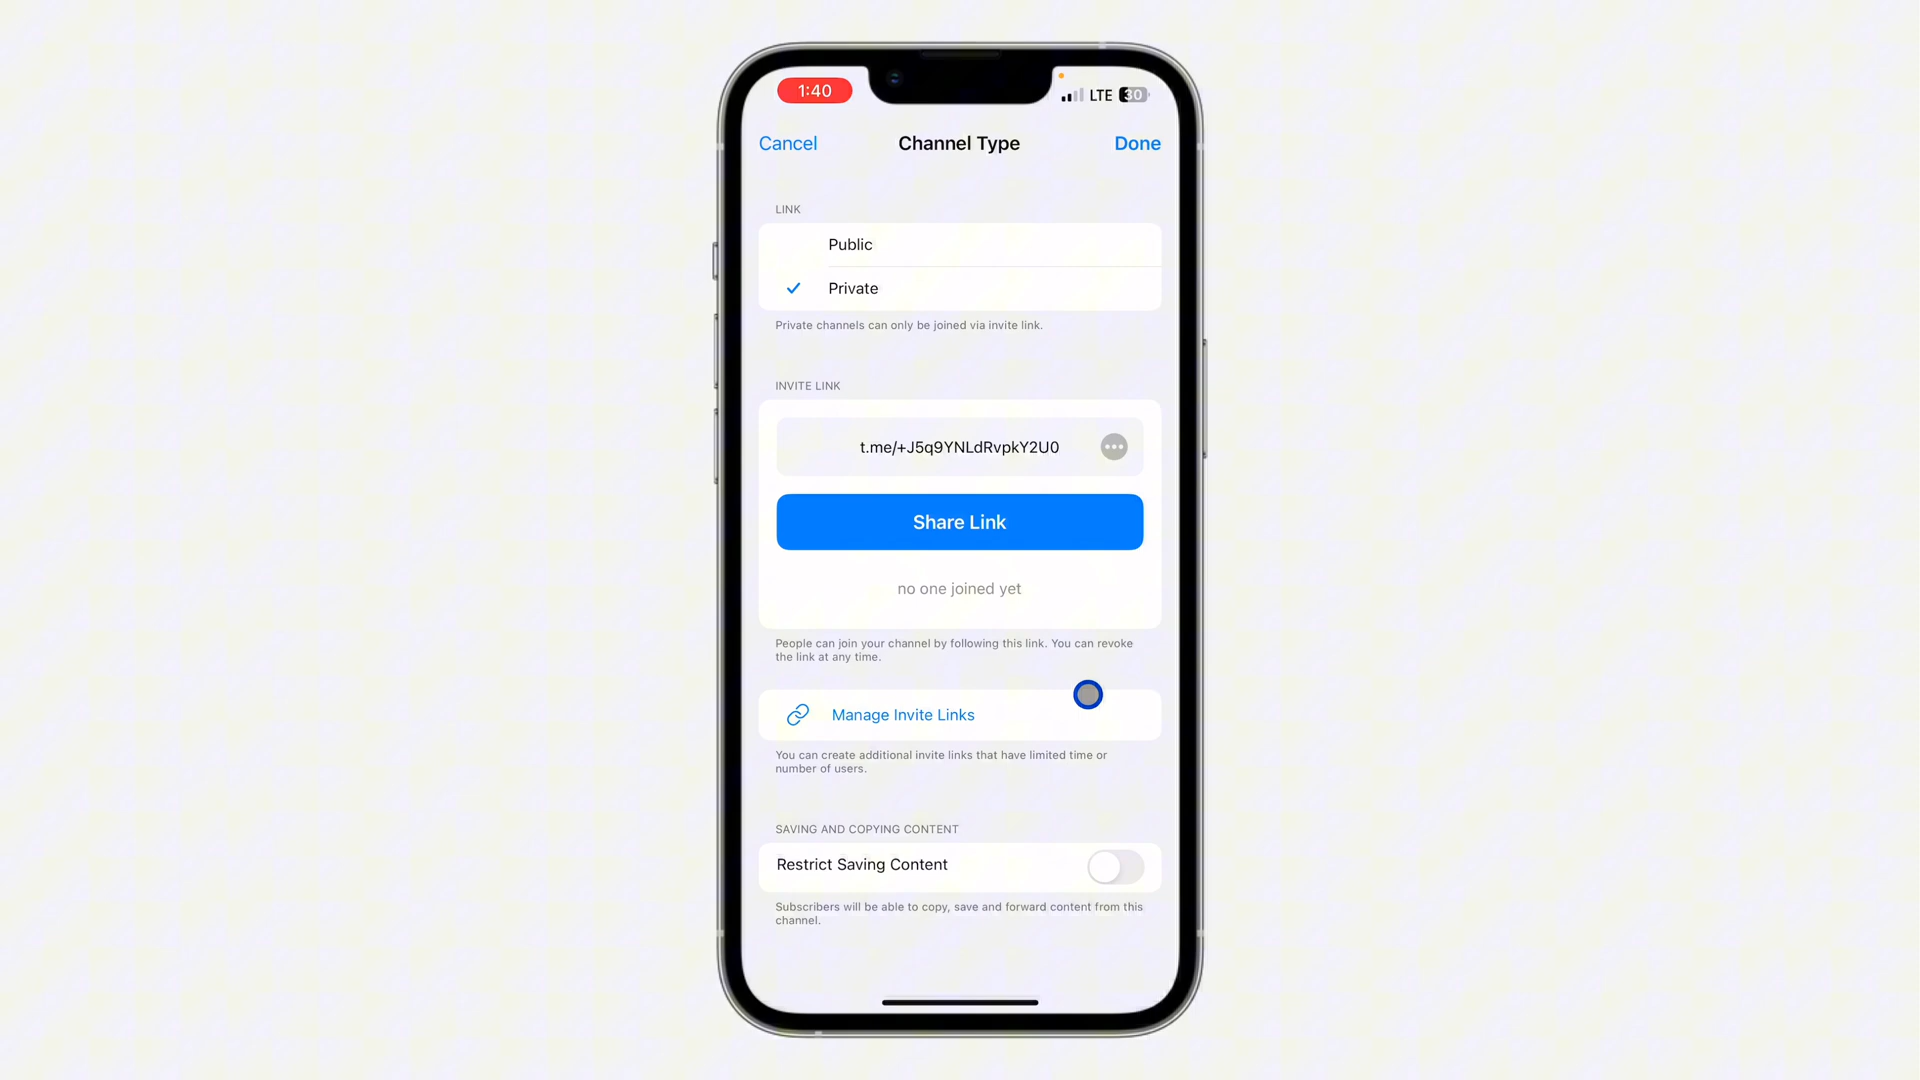 1:40
LTE 30
Cancel
Channel Type
Done
LINK
Public
Private
Private channels can only be joined via invite link.
INVITE LINK
t.me/+J5q9YNLdRvpkY2U0
Share Link
no one joined yet
People can join your channel by following this link. You can revoke
the link at any time.
Manage Invite Links
You can create additional invite links that have limited time or
number of users.
SAVING AND COPYING CONTENT
Restrict Saving Content
Subscribers will be able to copy, save and forward content from this
channel.